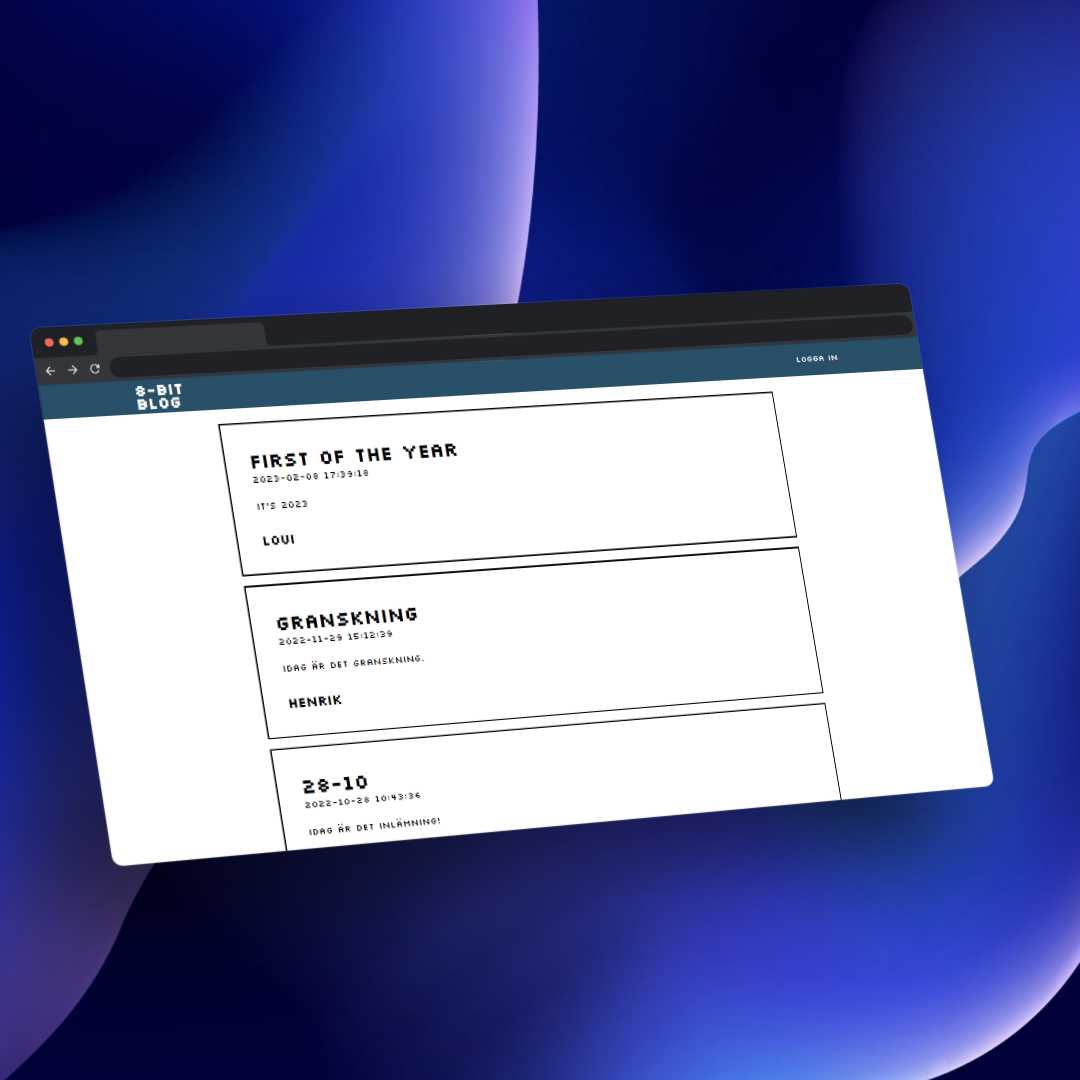 8-BIT
BLOG
LOGGA IN
FIRST OF THE YEAR
2023-02-08 17:39:18
IT'S 2023
LOUI
GRANSKNING
2022-11-29 15:12:39
IDAG ÄR DET GRANSKNING.
HENRIK
28-10
2022-10-28 10:43:36
IDAG ÄR DET INLÄMNING!